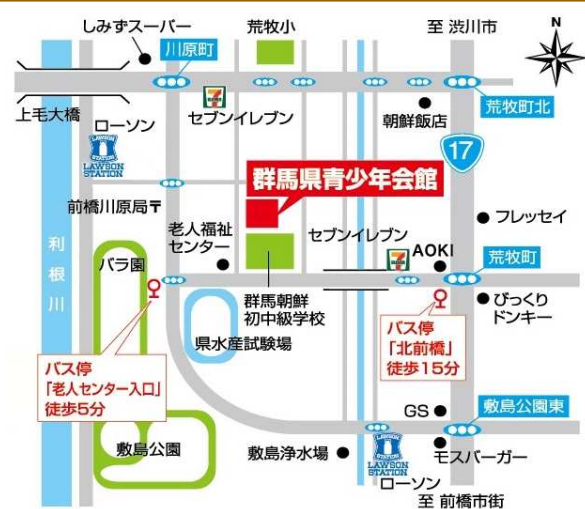 しみずスーパー
荒牧小
至 渋川市
N
川原町
上毛大橋
セブンイレブン
朝鮮飯店
荒牧町北
ローソン
LAWSON
STATION
17
群馬県青少年会館
前橋川原局〒
フレッセイ
老人福祉
センター
セブンイレブン
AOKI
荒牧町
利根川
バラ園
群馬朝鮮
初中級学校
びっくり
ドンキー
県水産試験場
バス停
「北前橋」
徒歩15分
バス停
「老人センター入口」
徒歩5分
GS
敷島公園東
敷島公園
敷島浄水場
LAWSON
STATION
ローソン
モスバーガー
至 前橋市街